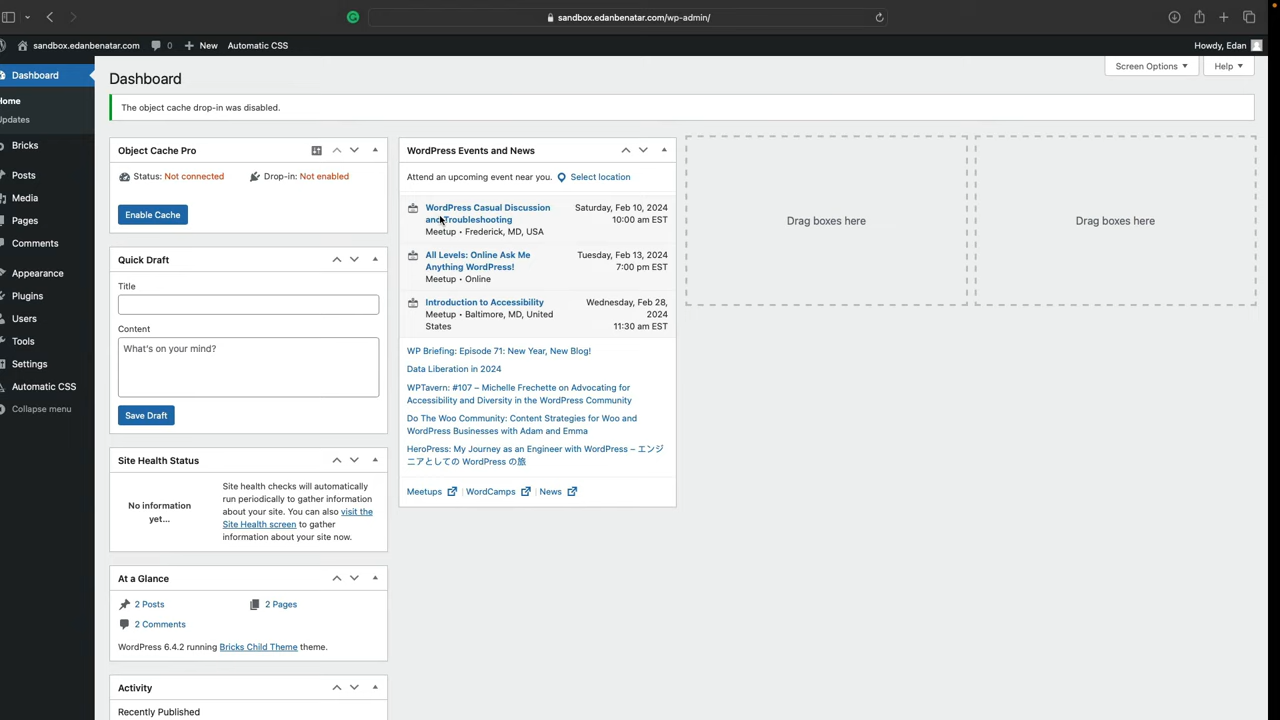 sandbox.edanbenatar.com/wp-admin/
sandbox.edanbenatar.com 0 New Automatic CSS Howdy, Edan
Dashboard
Home
Updates
Bricks
Posts
Media
Pages
Comments
Appearance
Plugins
Users
Tools
Settings
Automatic CSS
Collapse menu
Screen Options Help
Dashboard
The object cache drop-in was disabled.
Object Cache Pro
Status: Not connected Drop-in: Not enabled
Enable Cache
Quick Draft
Title
Content
What's on your mind?
Save Draft
Site Health Status
No information
yet...
Site health checks will automatically
run periodically to gather information
about your site. You can also visit the
Site Health screen to gather
information about your site now.
At a Glance
2 Posts 2 Pages
2 Comments
WordPress 6.4.2 running Bricks Child Theme theme.
Activity
Recently Published
WordPress Events and News
Attend an upcoming event near you. Select location
WordPress Casual Discussion
and Troubleshooting
Meetup • Frederick, MD, USA
Saturday, Feb 10, 2024
10:00 am EST
All Levels: Online Ask Me
Anything WordPress!
Meetup • Online
Tuesday, Feb 13, 2024
7:00 pm EST
Introduction to Accessibility
Meetup • Baltimore, MD, United
States
Wednesday, Feb 28,
2024
11:30 am EST
WP Briefing: Episode 71: New Year, New Blog!
Data Liberation in 2024
WPTavern: #107 – Michelle Frechette on Advocating for
Accessibility and Diversity in the WordPress Community
Do The Woo Community: Content Strategies for Woo and
WordPress Businesses with Adam and Emma
HeroPress: My Journey as an Engineer with WordPress – エンジ
ニアとしての WordPress の旅
Meetups | WordCamps | News
Drag boxes here
Drag boxes here